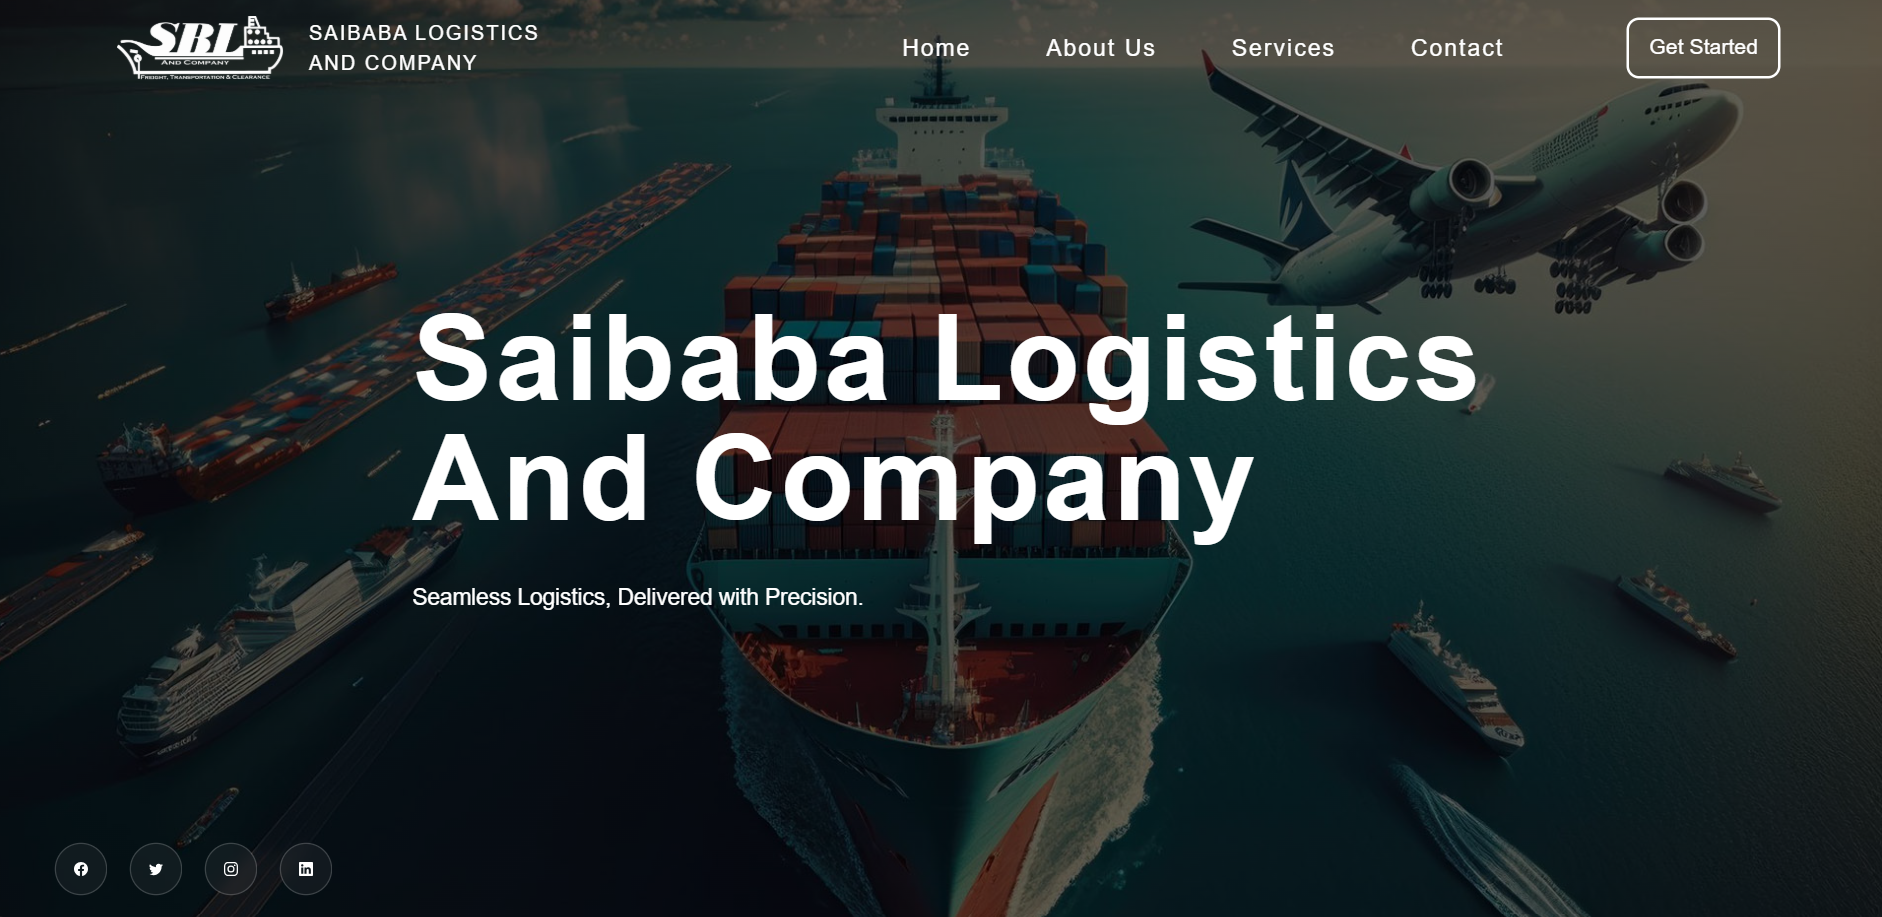 SBL
And Company
Freight, Transportation & Clearance
SAIBABA LOGISTICS
AND COMPANY
Home
About Us
Services
Contact
Get Started
Saibaba Logistics
And Company
Seamless Logistics, Delivered with Precision.